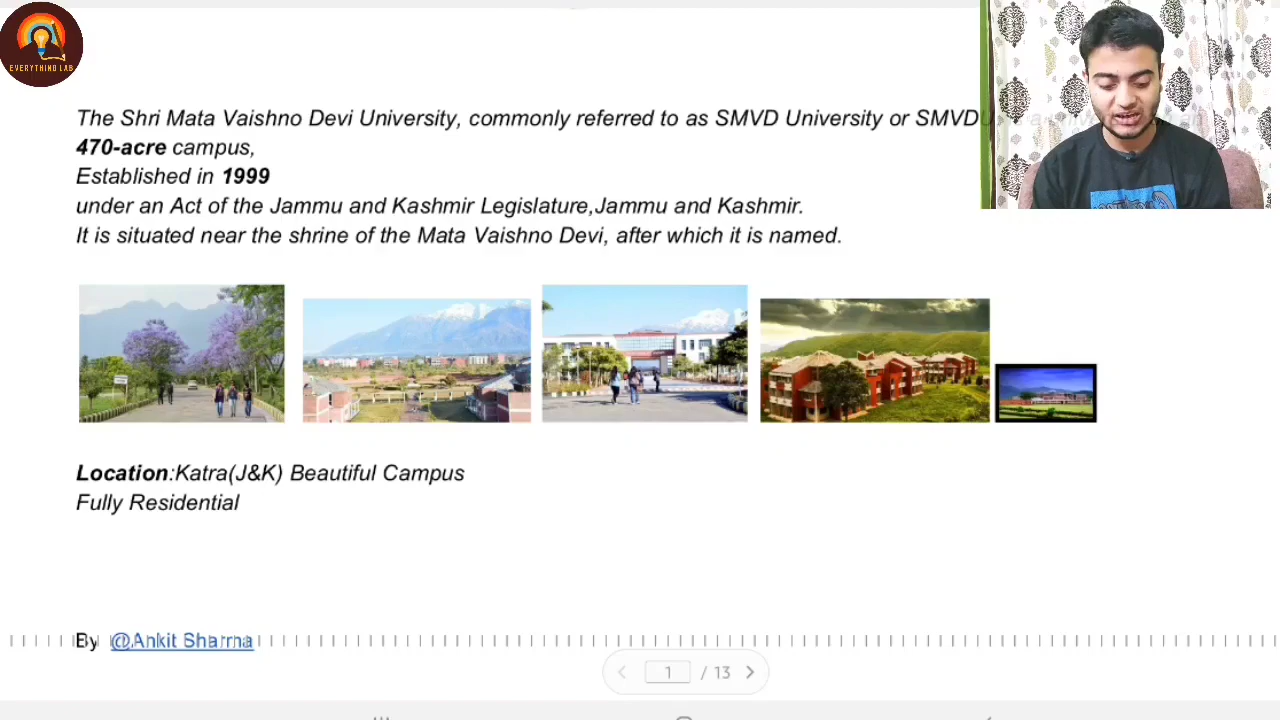 EVERYTHING LAB
The Shri Mata Vaishno Devi University, commonly referred to as SMVD University or SMVDU
470-acre campus,
Established in 1999
under an Act of the Jammu and Kashmir Legislature,Jammu and Kashmir.
It is situated near the shrine of the Mata Vaishno Devi, after which it is named.
Location:Katra(J&K) Beautiful Campus
Fully Residential
By @Ankit Sharma
1 / 13